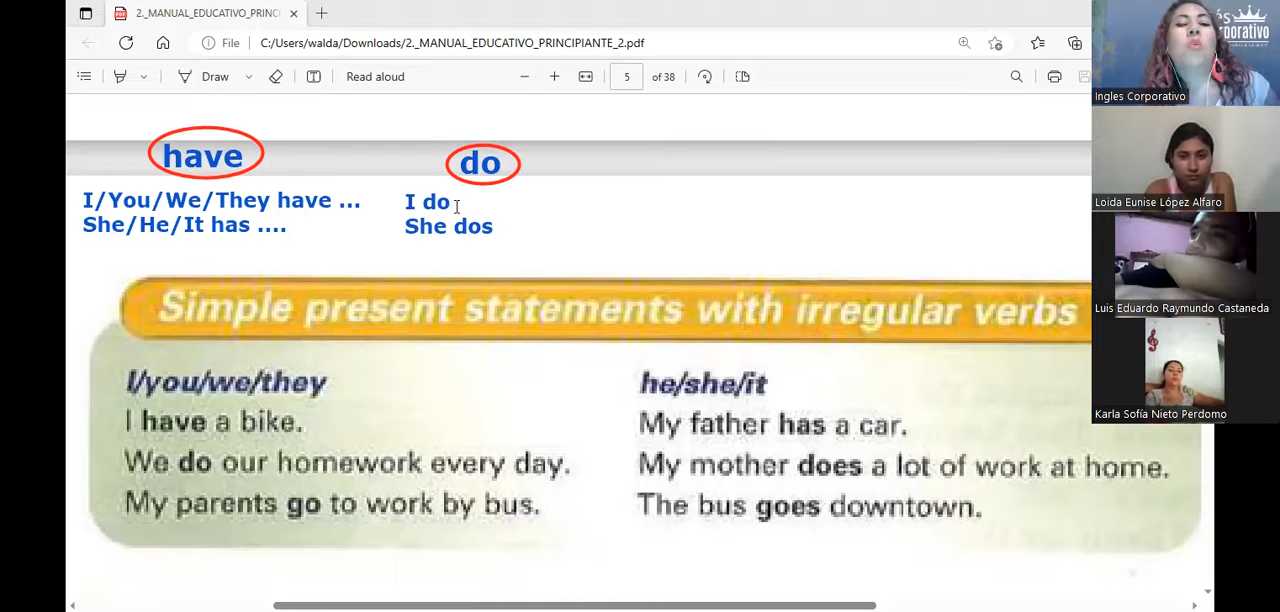 2._MANUAL_EDUCATIVO_PRINCI
File C:/Users/walda/Downloads/2._MANUAL_EDUCATIVO_PRINCIPIANTE_2.pdf
Draw Read aloud 5 of 38
have do
I/You/We/They have ... I do
She/He/It has .... She dos
Simple present statements with irregular verbs
I/you/we/they he/she/it
I have a bike. My father has a car.
We do our homework every day. My mother does a lot of work at home.
My parents go to work by bus. The bus goes downtown.
Ingles Corporativo
Loida Eunise López Alfaro
Luis Eduardo Raymundo Castaneda
Karla Sofía Nieto Perdomo